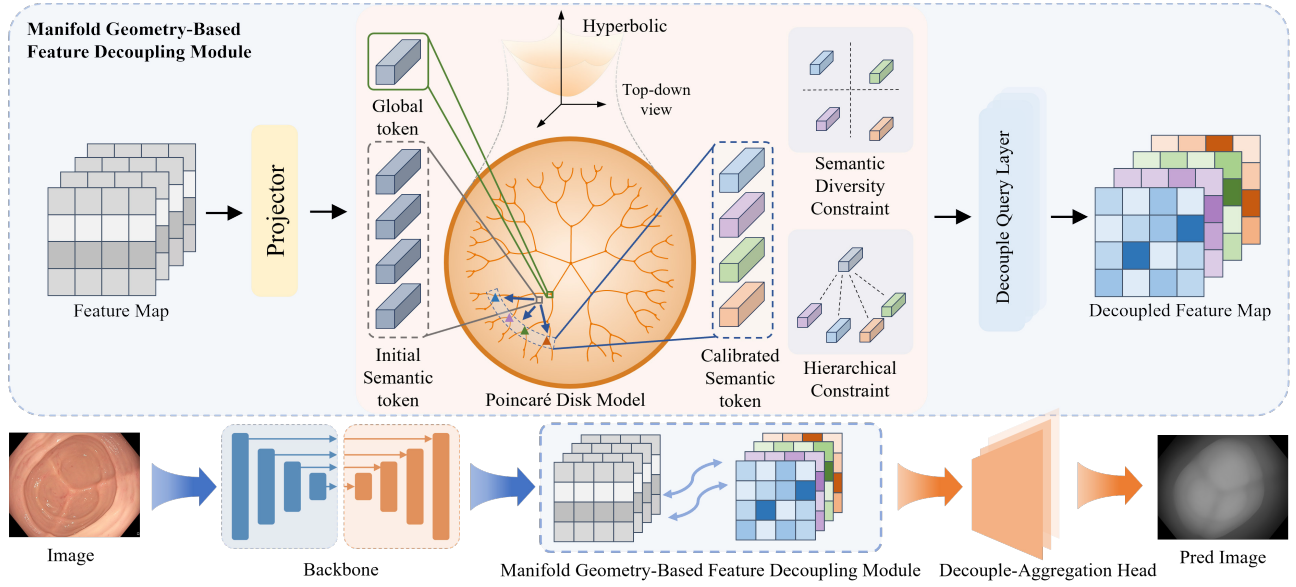 Manifold Geometry-Based
Feature Decoupling Module
Feature Map
Projector
Global
token
Initial
Semantic
token
Hyperbolic
Top-down
view
Poincaré Disk Model
Calibrated
Semantic
token
Semantic
Diversity
Constraint
Hierarchical
Constraint
Decouple Query Layer
Decoupled Feature Map
Image
Backbone
Manifold Geometry-Based Feature Decoupling Module
Decouple-Aggregation Head
Pred Image